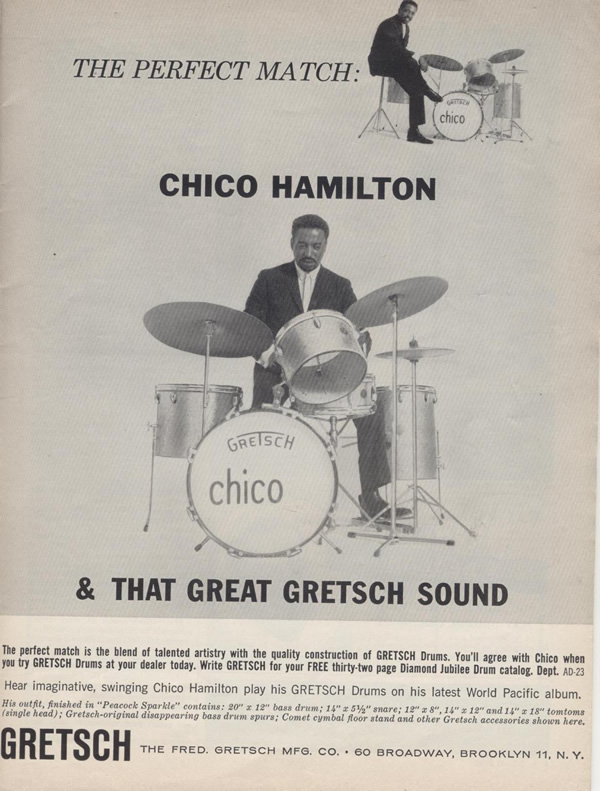 THE PERFECT MATCH:
GRETSCH
chico
CHICO HAMILTON
GRETSCH
chico
& THAT GREAT GRETSCH SOUND
The perfect match is the blend of talented artistry with the quality construction of GRETSCH Drums. You'll agree with Chico when
you try GRETSCH Drums at your dealer today. Write GRETSCH for your FREE thirty-two page Diamond Jubilee Drum catalog. Dept. AD-23
Hear imaginative, swinging Chico Hamilton play his GRETSCH Drums on his latest World Pacific album.
His outfit, finished in "Peacock Sparkle" contains: 20" x 12" bass drum; 14" x 5½" snare; 12" x 8", 14" x 12" and 14" x 18" tomtoms
(single head); Gretsch-original disappearing bass drum spurs; Comet cymbal floor stand and other Gretsch accessories shown here.
GRETSCH THE FRED. GRETSCH MFG. CO. • 60 BROADWAY, BROOKLYN 11, N. Y.